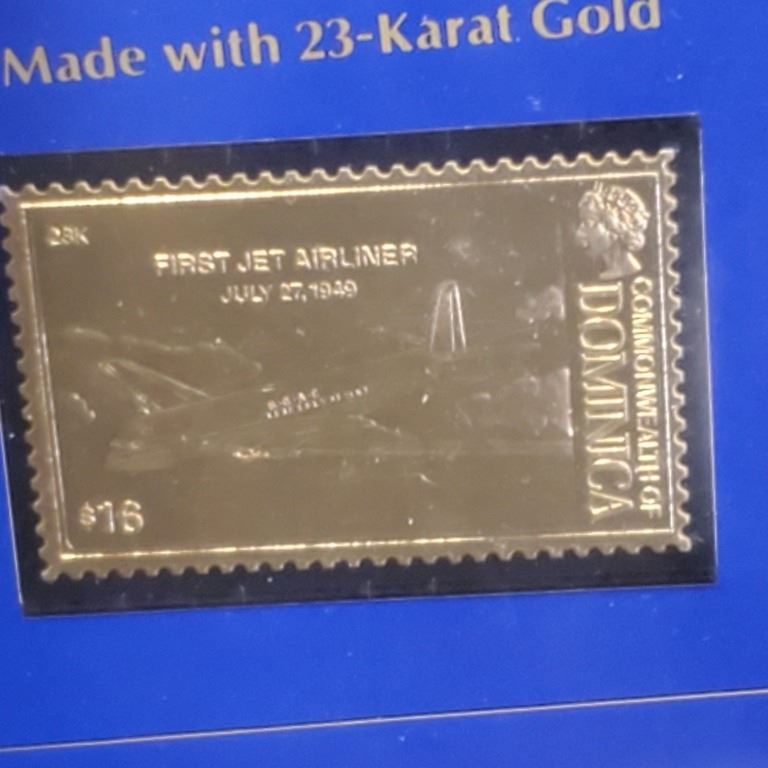 Made with 23-Karat Gold
23K
FIRST JET AIRLINER
JULY 27, 1949
B.O.A.C.
$16
COMMONWEALTH OF
DOMINICA